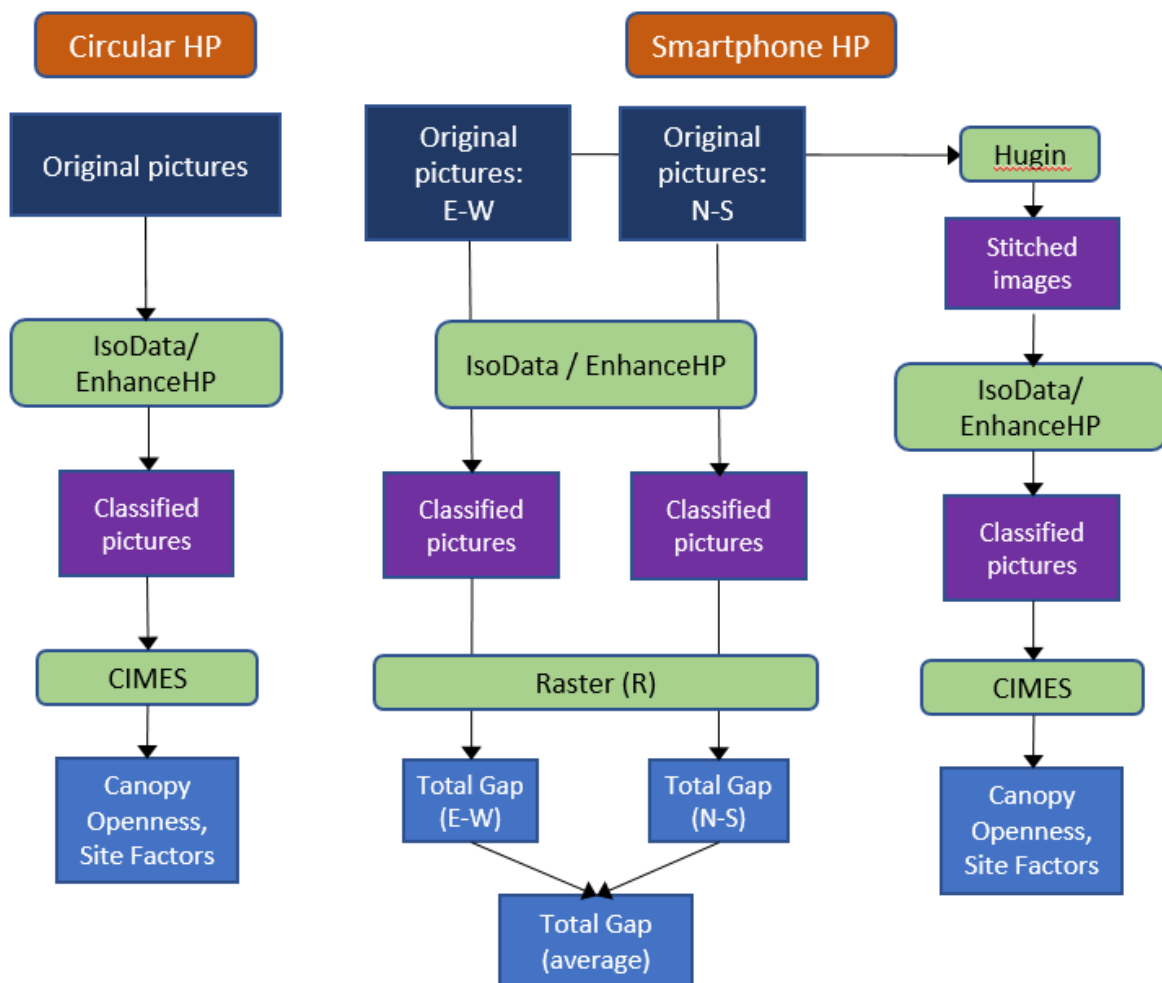 Circular HP
Original pictures
IsoData/
EnhanceHP
Classified
pictures
CIMES
Canopy
Openness,
Site Factors
Smartphone HP
Original
pictures:
E-W
Original
pictures:
N-S
IsoData / EnhanceHP
Classified
pictures
Classified
pictures
Raster (R)
Total Gap
(E-W)
Total Gap
(N-S)
Total Gap
(average)
Hugin
Stitched
images
IsoData/
EnhanceHP
Classified
pictures
CIMES
Canopy
Openness,
Site Factors